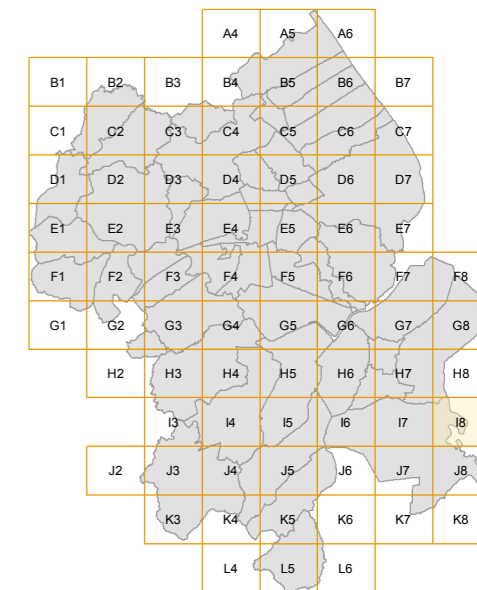 A4 A5 A6
B1 B2 B3 B4 B5 B6 B7
C1 C2 C3 C4 C5 C6 C7
D1 D2 D3 D4 D5 D6 D7
E1 E2 E3 E4 E5 E6 E7
F1 F2 F3 F4 F5 F6 F7 F8
G1 G2 G3 G4 G5 G6 G7 G8
H2 H3 H4 H5 H6 H7 H8
I3 I4 I5 I6 I7 I8
J2 J3 J4 J5 J6 J7 J8
K3 K4 K5 K6 K7 K8
L4 L5 L6